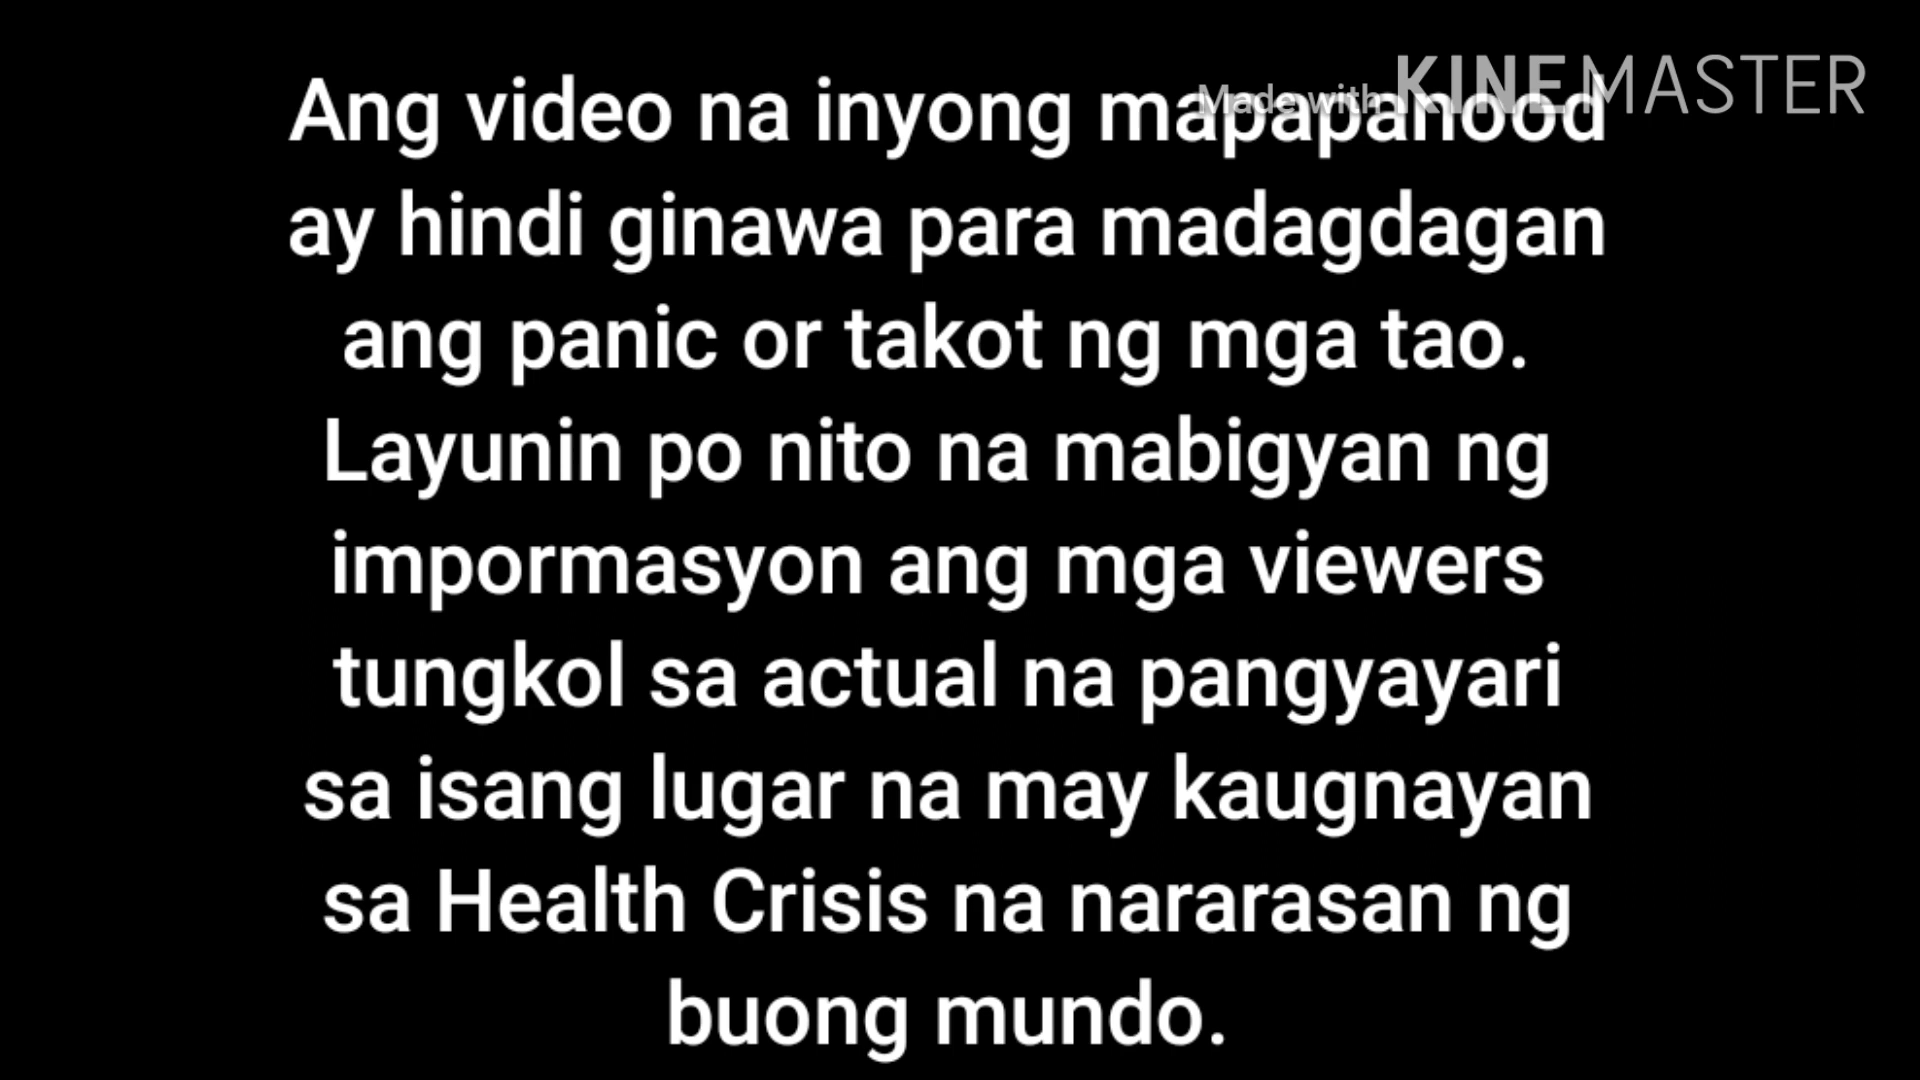 Made with KINEMASTER
Ang video na inyong mapapanood
ay hindi ginawa para madagdagan
ang panic or takot ng mga tao.
Layunin po nito na mabigyan ng
impormasyon ang mga viewers
tungkol sa actual na pangyayari
sa isang lugar na may kaugnayan
sa Health Crisis na nararasan ng
buong mundo.